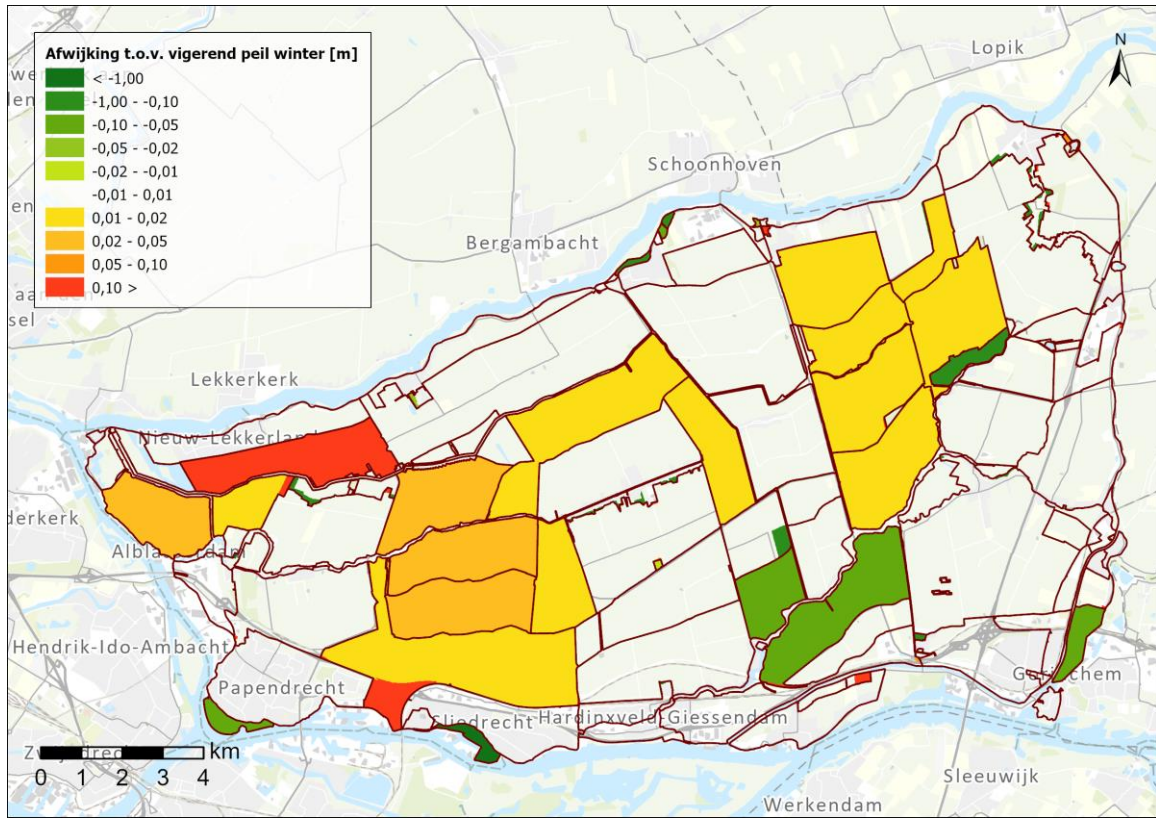 Afwijking t.o.v. vigerend peil winter [m]
< -1,00
-1,00 - -0,10
-0,10 - -0,05
-0,05 - -0,02
-0,02 - -0,01
-0,01 - 0,01
0,01 - 0,02
0,02 - 0,05
0,05 - 0,10
0,10 >
N
Lopik
Schoonhoven
Bergambacht
sel
Lekkerkerk
Nieuw-Lekkerland
derkerk
Alblasserdam
Hendrik-Ido-Ambacht
Papendrecht
Sliedrecht
Hardinxveld-Giessendam
Gorinchem
km
0 1 2 3 4
Sleeuwijk
Werkendam